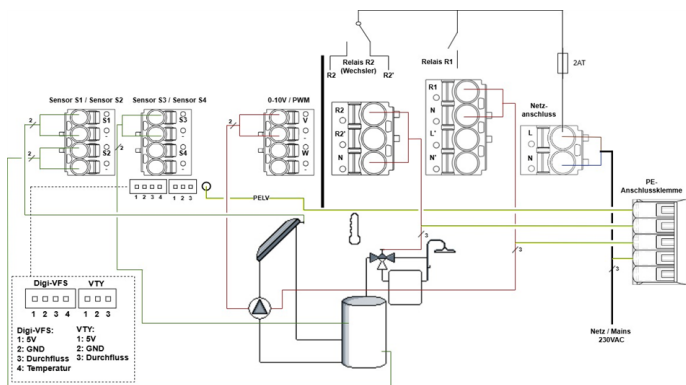 Relais R2
(Wechsler)
R2
R2'
Relais R1
2AT
Sensor S1 / Sensor S2
Sensor S3 / Sensor S4
0-10V / PWM
Netz-
anschluss
S1
-
S2
-
2
2
S3
-
S4
-
2
2
V
-
W
-
R2
N
R2'
N
R1
N
L'
N'
L
N
1 2 3 4
1 2 3
PELV
PE-
Anschlussklemme
3
3
3
Digi-VFS
VTY
1 2 3 4
1 2 3
Digi-VFS:
1: 5V
2: GND
3: Durchfluss
4: Temperatur
VTY:
1: 5V
2: GND
3: Durchfluss
Netz / Mains
230VAC